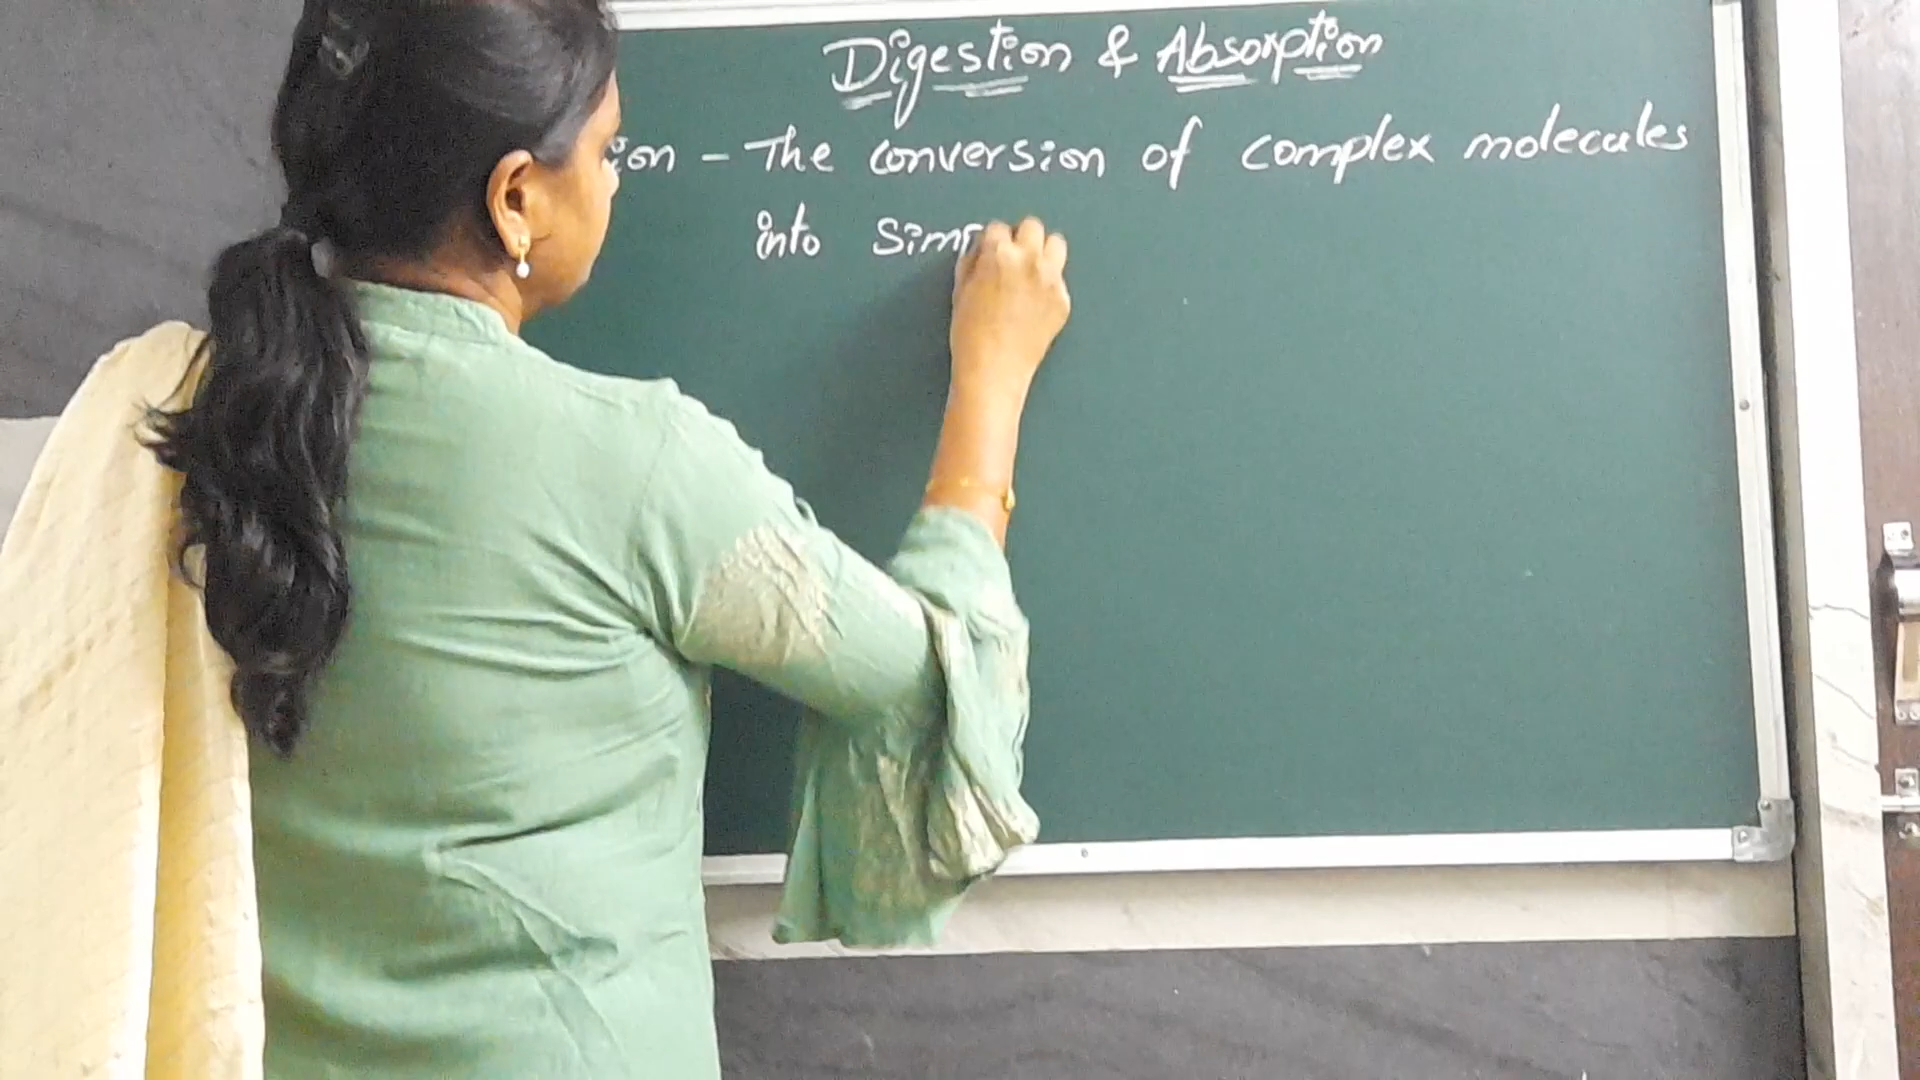 Digestion & Absorption
ion - The conversion of complex molecules
into Simp